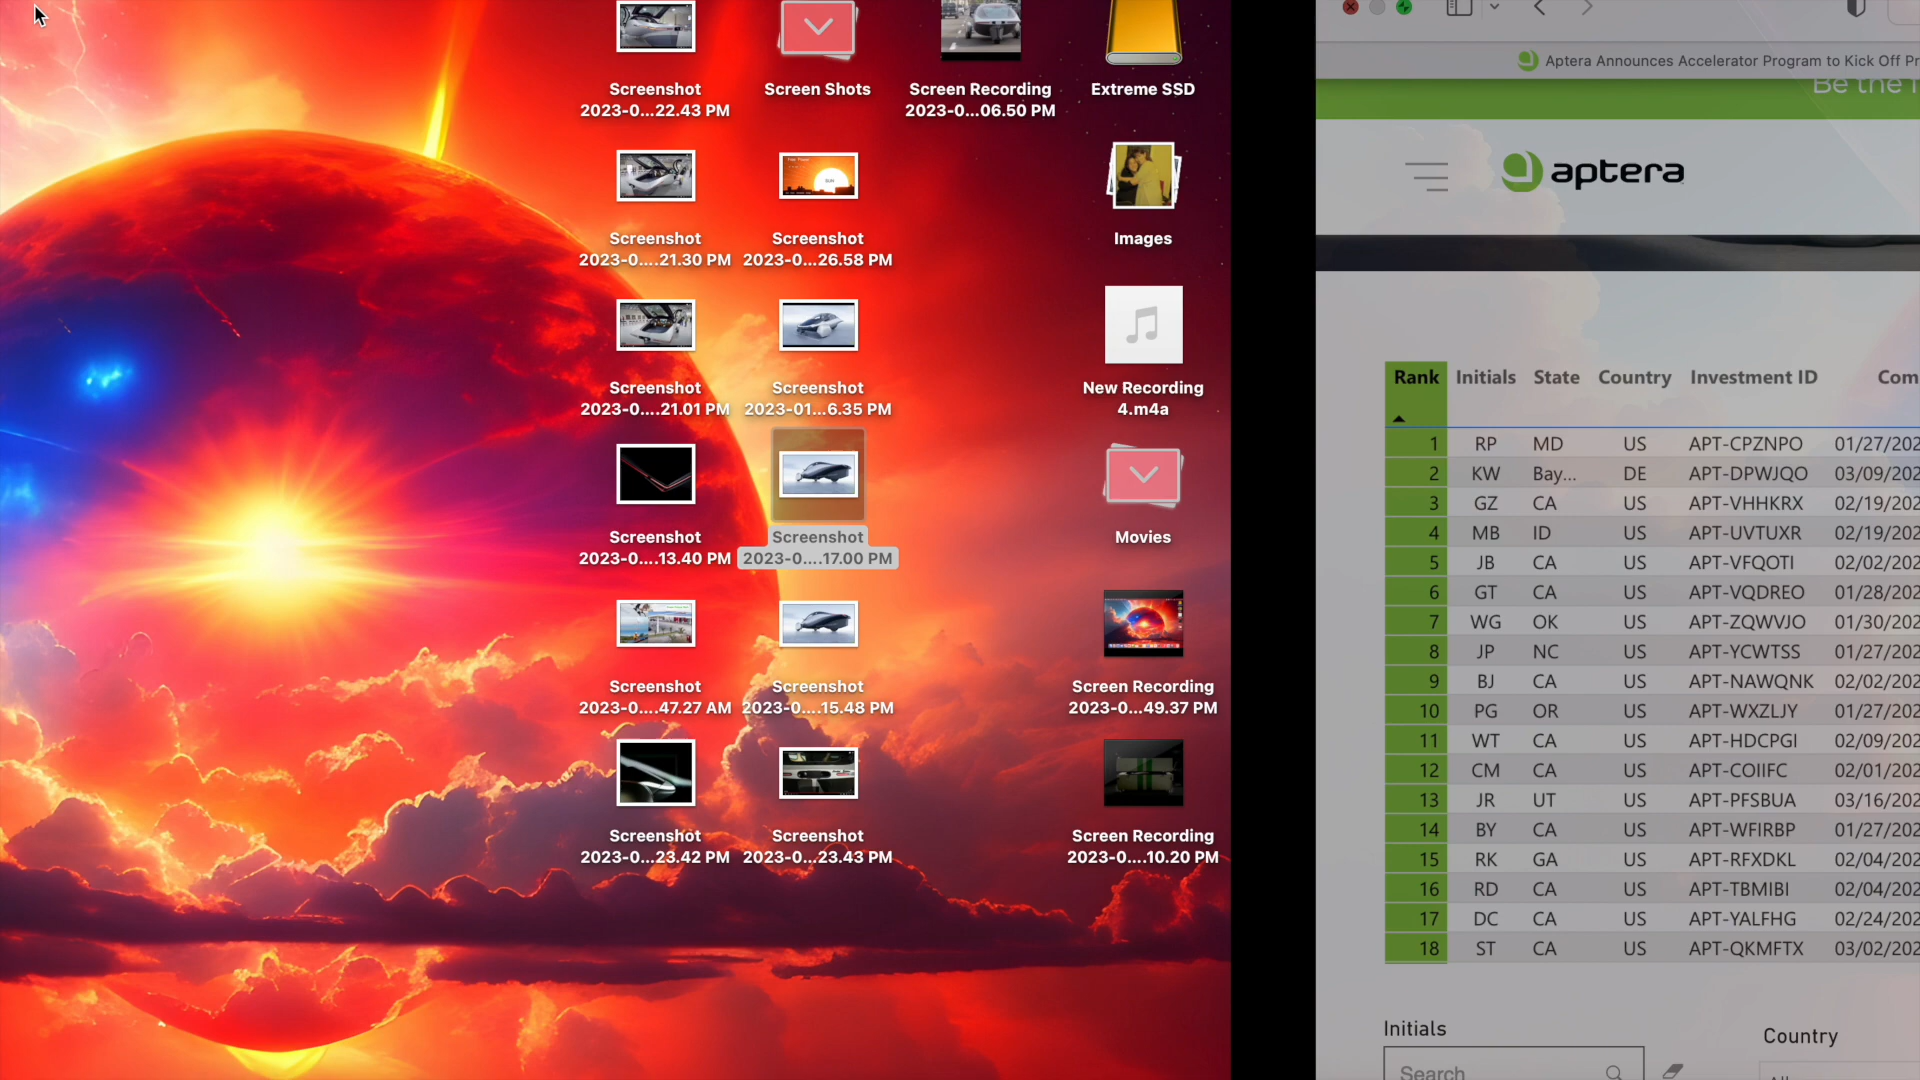 Screenshot
2023-0...22.43 PM
Screen Shots
Screen Recording
2023-0...06.50 PM
Extreme SSD
Screenshot
2023-0....21.30 PM
Screenshot
2023-0...26.58 PM
Images
Screenshot
2023-0....21.01 PM
Screenshot
2023-01...6.35 PM
New Recording
4.m4a
Screenshot
2023-0....13.40 PM
Screenshot
2023-0....17.00 PM
Movies
Screenshot
2023-0....47.27 AM
Screenshot
2023-0....15.48 PM
Screen Recording
2023-0...49.37 PM
Screenshot
2023-0...23.42 PM
Screenshot
2023-0...23.43 PM
Screen Recording
2023-0....10.20 PM
Aptera Announces Accelerator Program to Kick Off Pr
Be the f
aptera
Rank Initials State Country Investment ID Com
1 RP MD US APT-CPZNPO 01/27/202
2 KW Bay... DE APT-DPWJQO 03/09/202
3 GZ CA US APT-VHHKRX 02/19/202
4 MB ID US APT-UVTUXR 02/19/202
5 JB CA US APT-VFQOTI 02/02/202
6 GT CA US APT-VQDREO 01/28/202
7 WG OK US APT-ZQWVJO 01/30/202
8 JP NC US APT-YCWTSS 01/27/202
9 BJ CA US APT-NAWQNK 02/02/202
10 PG OR US APT-WXZLJY 01/27/202
11 WT CA US APT-HDCPGI 02/09/202
12 CM CA US APT-COIIFC 02/01/202
13 JR UT US APT-PFSBUA 03/16/202
14 BY CA US APT-WFIRBP 01/27/202
15 RK GA US APT-RFXDKL 02/04/202
16 RD CA US APT-TBMIBI 02/04/202
17 DC CA US APT-YALFHG 02/24/202
18 ST CA US APT-QKMFTX 03/02/202
Initials
Country
Search